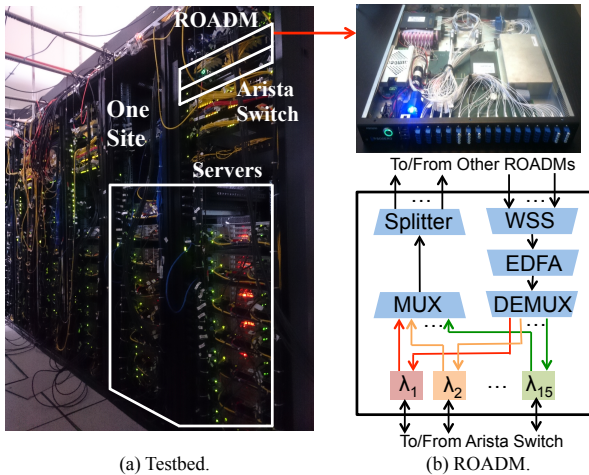 ROADM
Arista
Switch
One
Site
Servers
To/From Other ROADMs
...
...
Splitter
WSS
EDFA
MUX
DEMUX
...
...
λ1
λ2
...
λ15
To/From Arista Switch
(a) Testbed.
(b) ROADM.